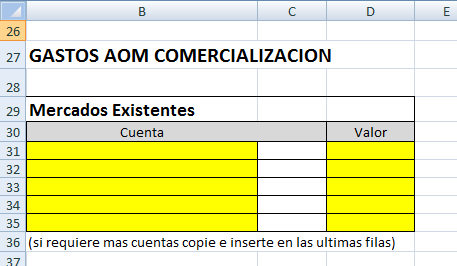 B C D E
26
27 GASTOS AOM COMERCIALIZACION
28
29 Mercados Existentes
30 Cuenta Valor
31
32
33
34
35
36 (si requiere mas cuentas copie e inserte en las ultimas filas)
37